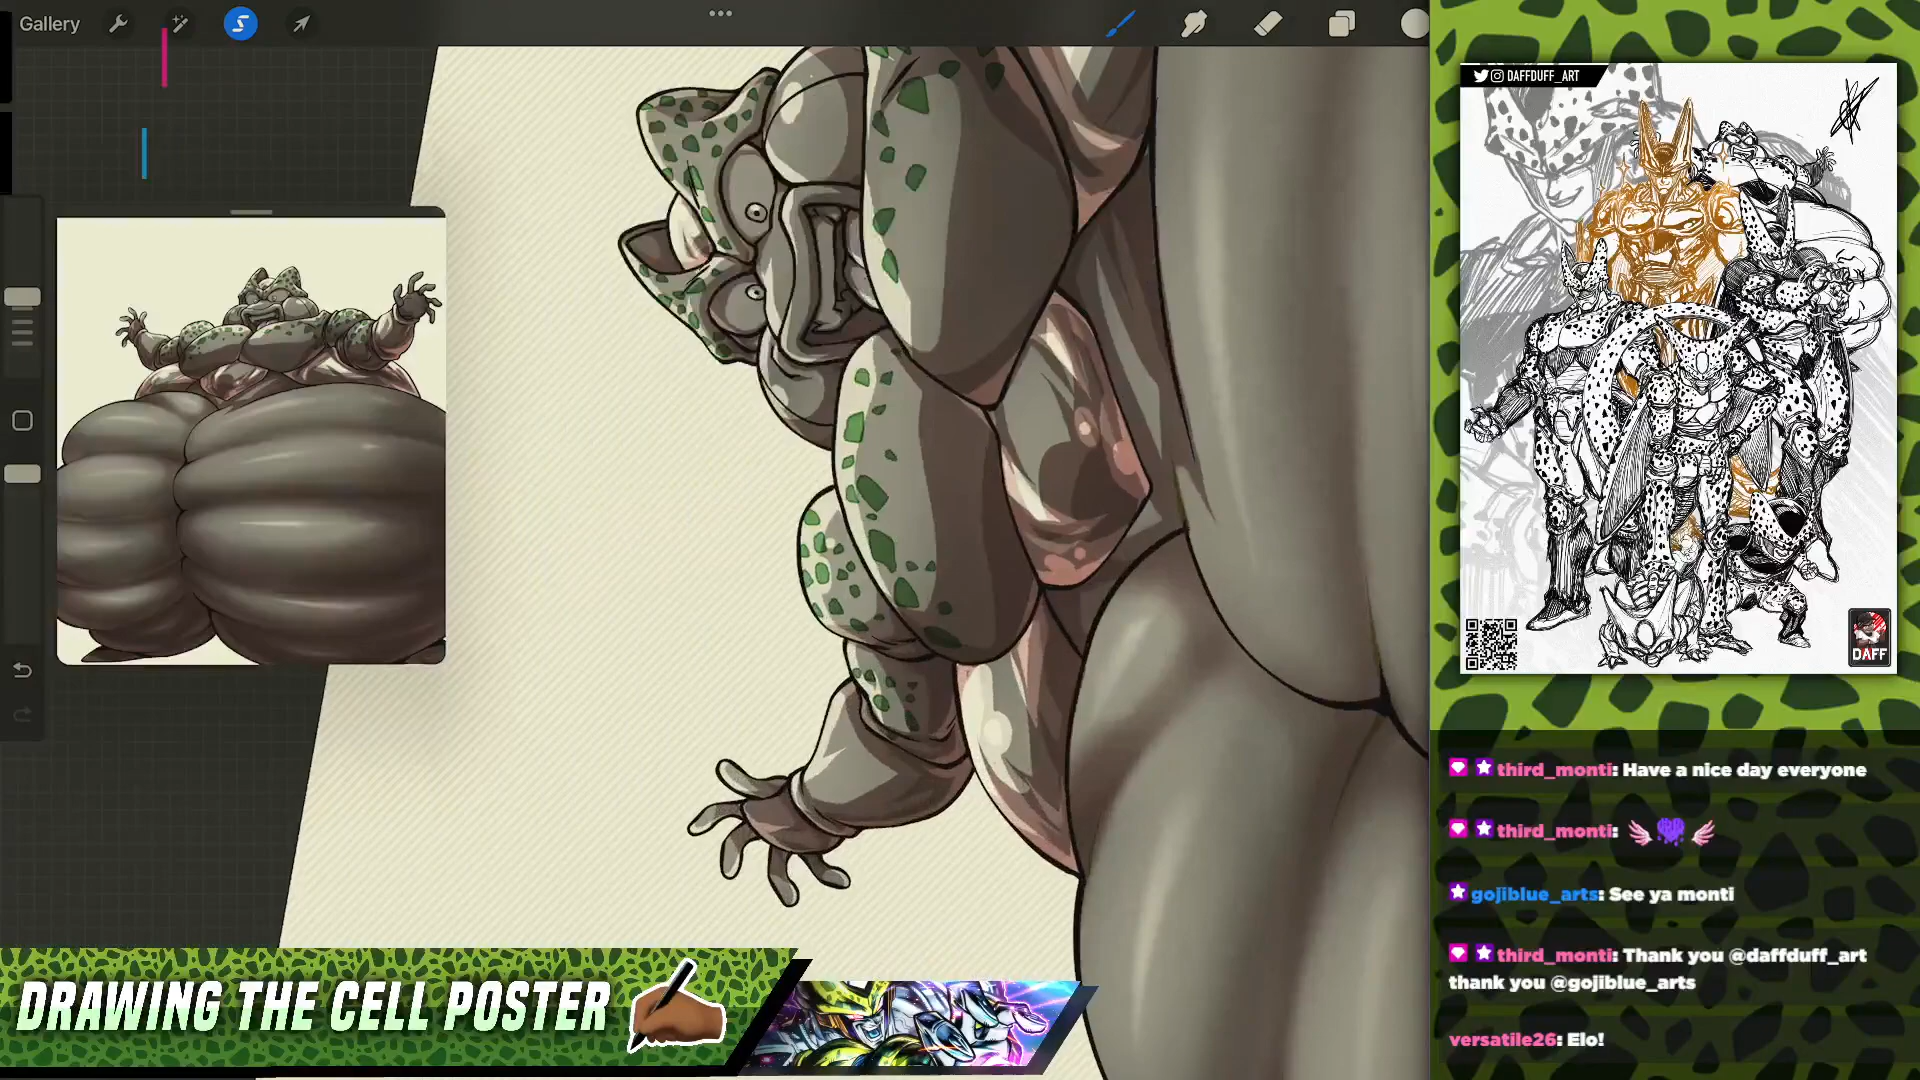 Gallery
DAFFDUFF_ART
DAFF
third_monti: Have a nice day everyone
third_monti:
gojiblue_arts: See ya monti
third_monti: Thank you @daffduff_art
thank you @gojiblue_arts
versatile26: Elo!
DRAWING THE CELL POSTER